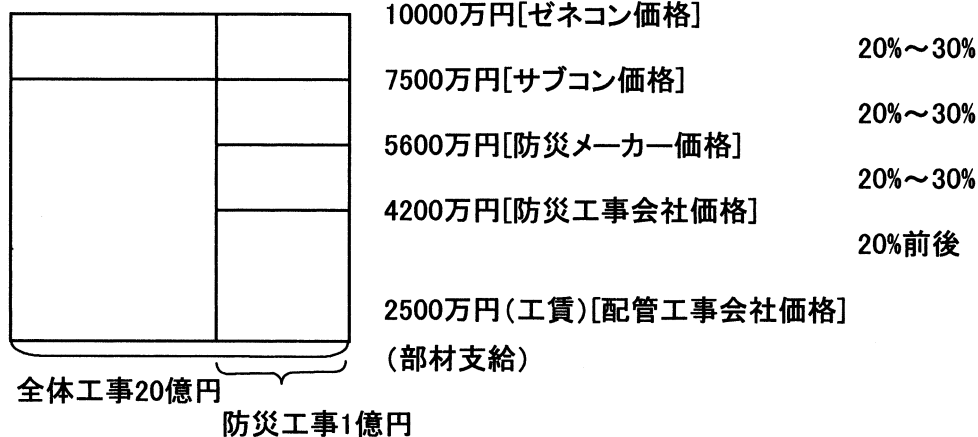 10000万円[ゼネコン価格]
20%～30%
7500万円[サブコン価格]
20%～30%
5600万円[防災メーカー価格]
20%～30%
4200万円[防災工事会社価格]
20%前後
2500万円(工賃)[配管工事会社価格]
(部材支給)
全体工事20億円
防災工事1億円